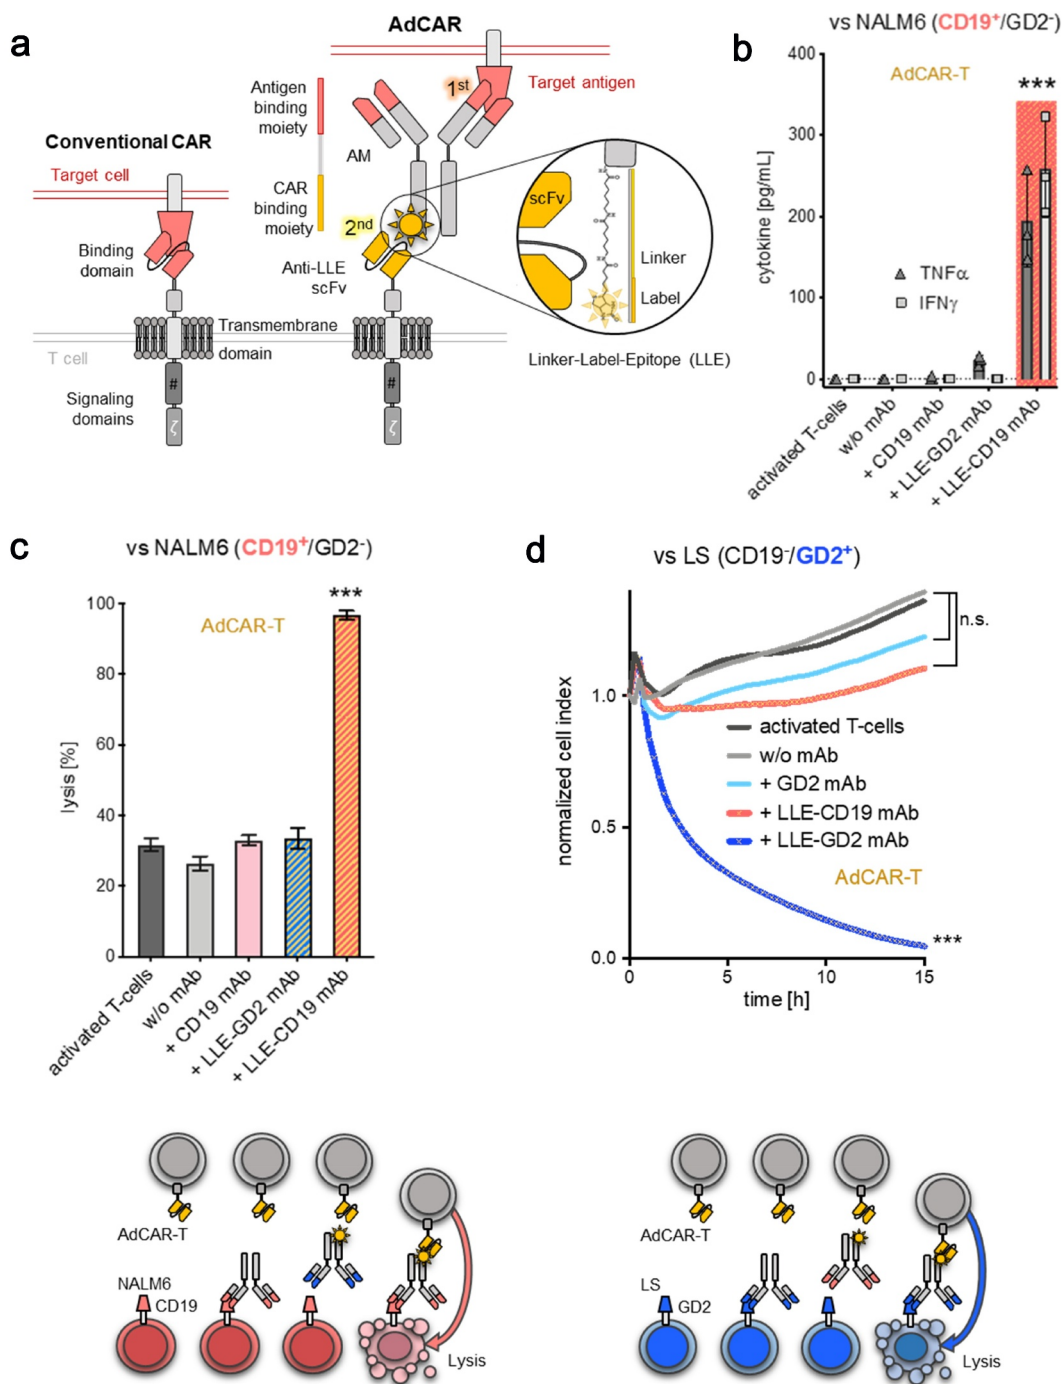 a
AdCAR
Antigen
binding
moiety
1st
Target antigen
Conventional CAR
AM
Target cell
CAR
binding
moiety
2nd
scFv
Binding
domain
Anti-LLE
scFv
Linker
Label
Transmembrane
domain
T cell
Linker-Label-Epitope (LLE)
Signaling
domains
#
ζ
#
ζ
b
vs NALM6 (CD19+/GD2-)
AdCAR-T
***
cytokine [pg/mL]
400
300
200
100
0
TNFα
IFNγ
activated T-cells
w/o mAb
+ CD19 mAb
+ LLE-GD2 mAb
+ LLE-CD19 mAb
c
vs NALM6 (CD19+/GD2-)
AdCAR-T
***
lysis [%]
100
80
60
40
20
0
activated T-cells
w/o mAb
+ CD19 mAb
+ LLE-GD2 mAb
+ LLE-CD19 mAb
d
vs LS (CD19-/GD2+)
n.s.
normalized cell index
1.0
0.5
0.0
activated T-cells
w/o mAb
+ GD2 mAb
+ LLE-CD19 mAb
+ LLE-GD2 mAb
AdCAR-T
***
0
5
10
15
time [h]
AdCAR-T
NALM6
CD19
Lysis
AdCAR-T
LS
GD2
Lysis